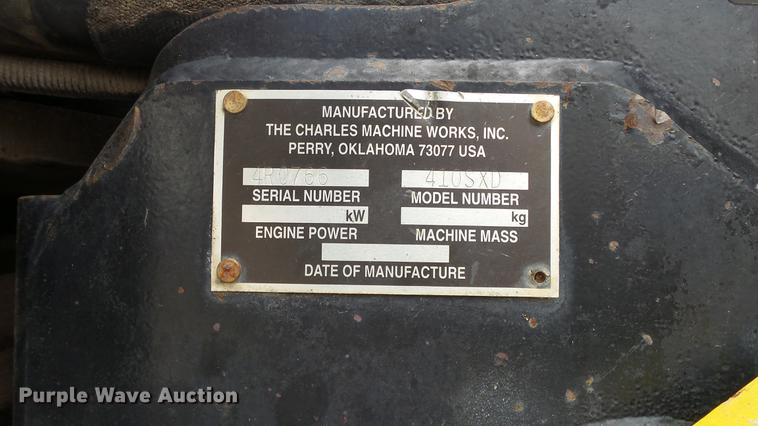 MANUFACTURED BY
THE CHARLES MACHINE WORKS, INC.
PERRY, OKLAHOMA 73077 USA
4R0766 410SXD
SERIAL NUMBER MODEL NUMBER
kW kg
ENGINE POWER MACHINE MASS
DATE OF MANUFACTURE
Purple Wave Auction